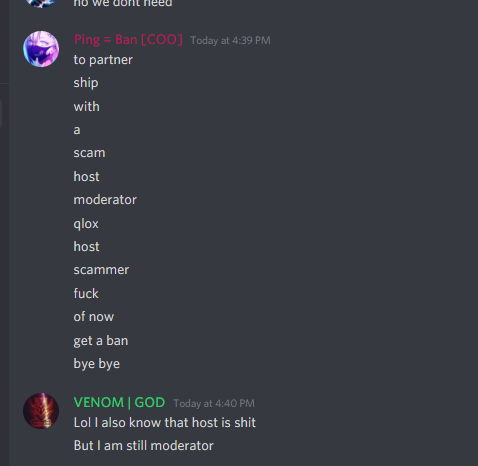 no we dont need
Ping = Ban [COO] Today at 4:39 PM
to partner
ship
with
a
scam
host
moderator
qlox
host
scammer
fuck
of now
get a ban
bye bye
VENOM | GOD Today at 4:40 PM
Lol I also know that host is shit
But I am still moderator